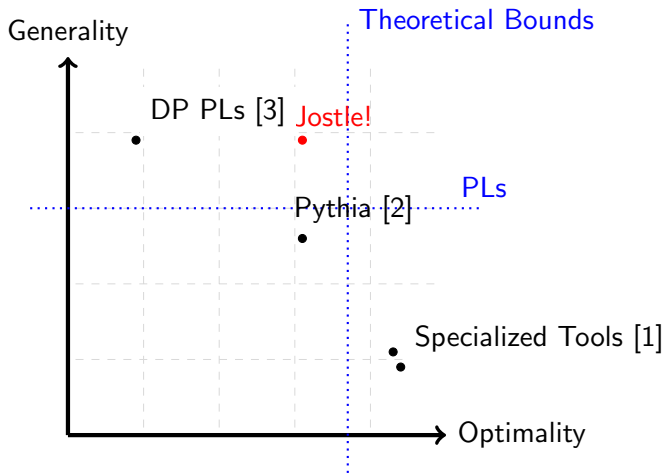 Theoretical Bounds
Generality
DP PLs [3]
Jostle!
PLs
Pythia [2]
Specialized Tools [1]
Optimality